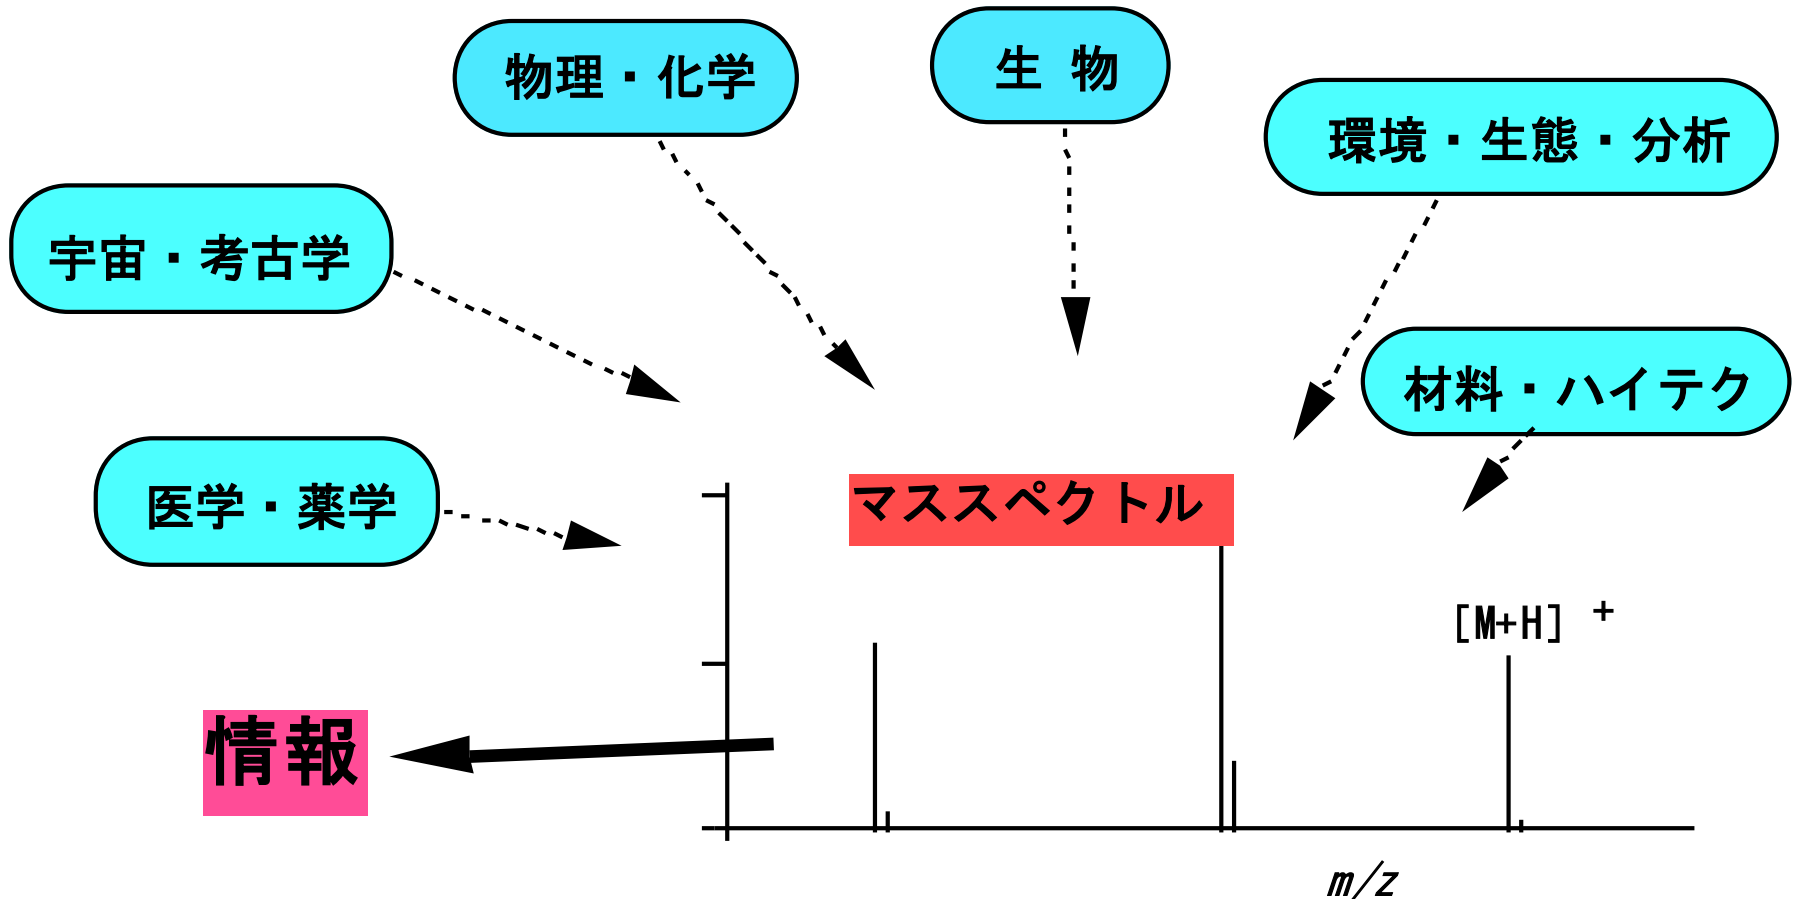 物理・化学
生 物
環境・生態・分析
宇宙・考古学
材料・ハイテク
医学・薬学
マススペクトル
[M+H] +
情報
m/z